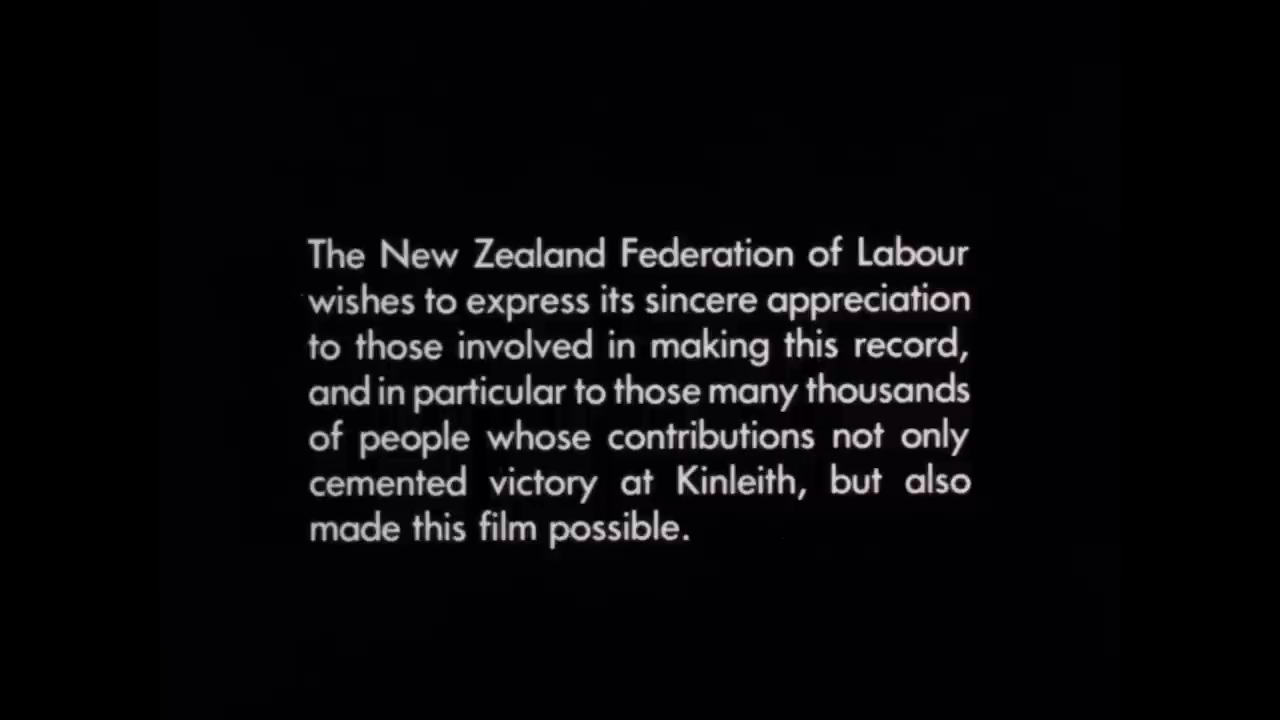 The New Zealand Federation of Labour
wishes to express its sincere appreciation
to those involved in making this record,
and in particular to those many thousands
of people whose contributions not only
cemented victory at Kinleith, but also
made this film possible.